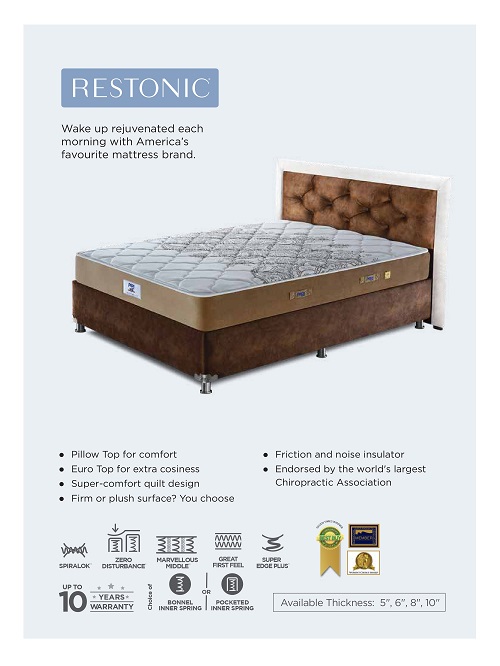 RESTONIC
Wake up rejuvenated each
morning with America's
favourite mattress brand.
● Pillow Top for comfort
● Euro Top for extra cosiness
● Super-comfort quilt design
● Firm or plush surface? You choose
● Friction and noise insulator
● Endorsed by the world's largest
Chiropractic Association
SPIRALOK
ZERO
DISTURBANCE
MARVELLOUS
MIDDLE
GREAT
FIRST FEEL
SUPER
EDGE PLUS
BEST BUY
MEMBER
UP TO
10 YEARS
WARRANTY
Choice of
BONNEL
INNER SPRING
OR
POCKETED
INNER SPRING
Available Thickness: 5", 6", 8", 10"